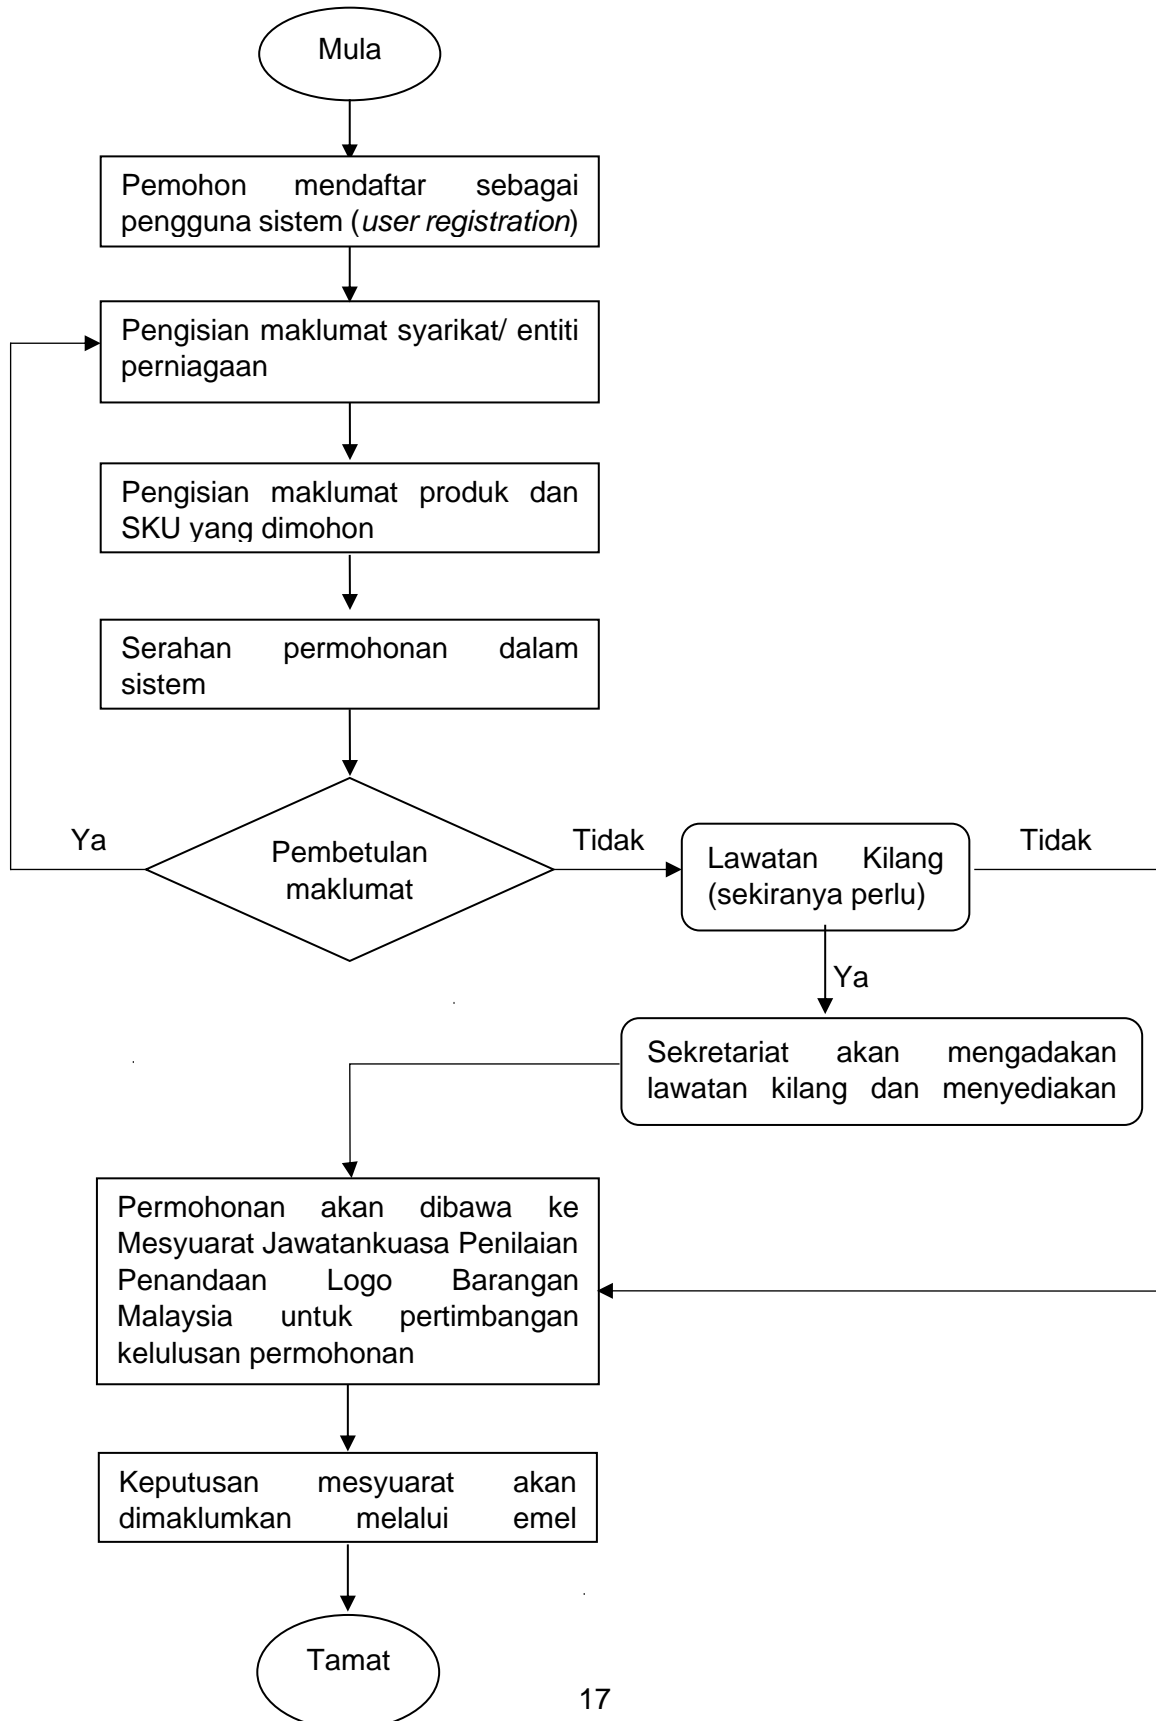 Mula
Pemohon mendaftar sebagai
pengguna sistem (user registration)
Pengisian maklumat syarikat/ entiti
perniagaan
Pengisian maklumat produk dan
SKU yang dimohon
Serahan permohonan dalam
sistem
Ya
Pembetulan
maklumat
Tidak
Lawatan Kilang
(sekiranya perlu)
Tidak
Ya
Sekretariat akan mengadakan
lawatan kilang dan menyediakan
Permohonan akan dibawa ke
Mesyuarat Jawatankuasa Penilaian
Penandaan Logo Barangan
Malaysia untuk pertimbangan
kelulusan permohonan
Keputusan mesyuarat akan
dimaklumkan melalui emel
Tamat
17